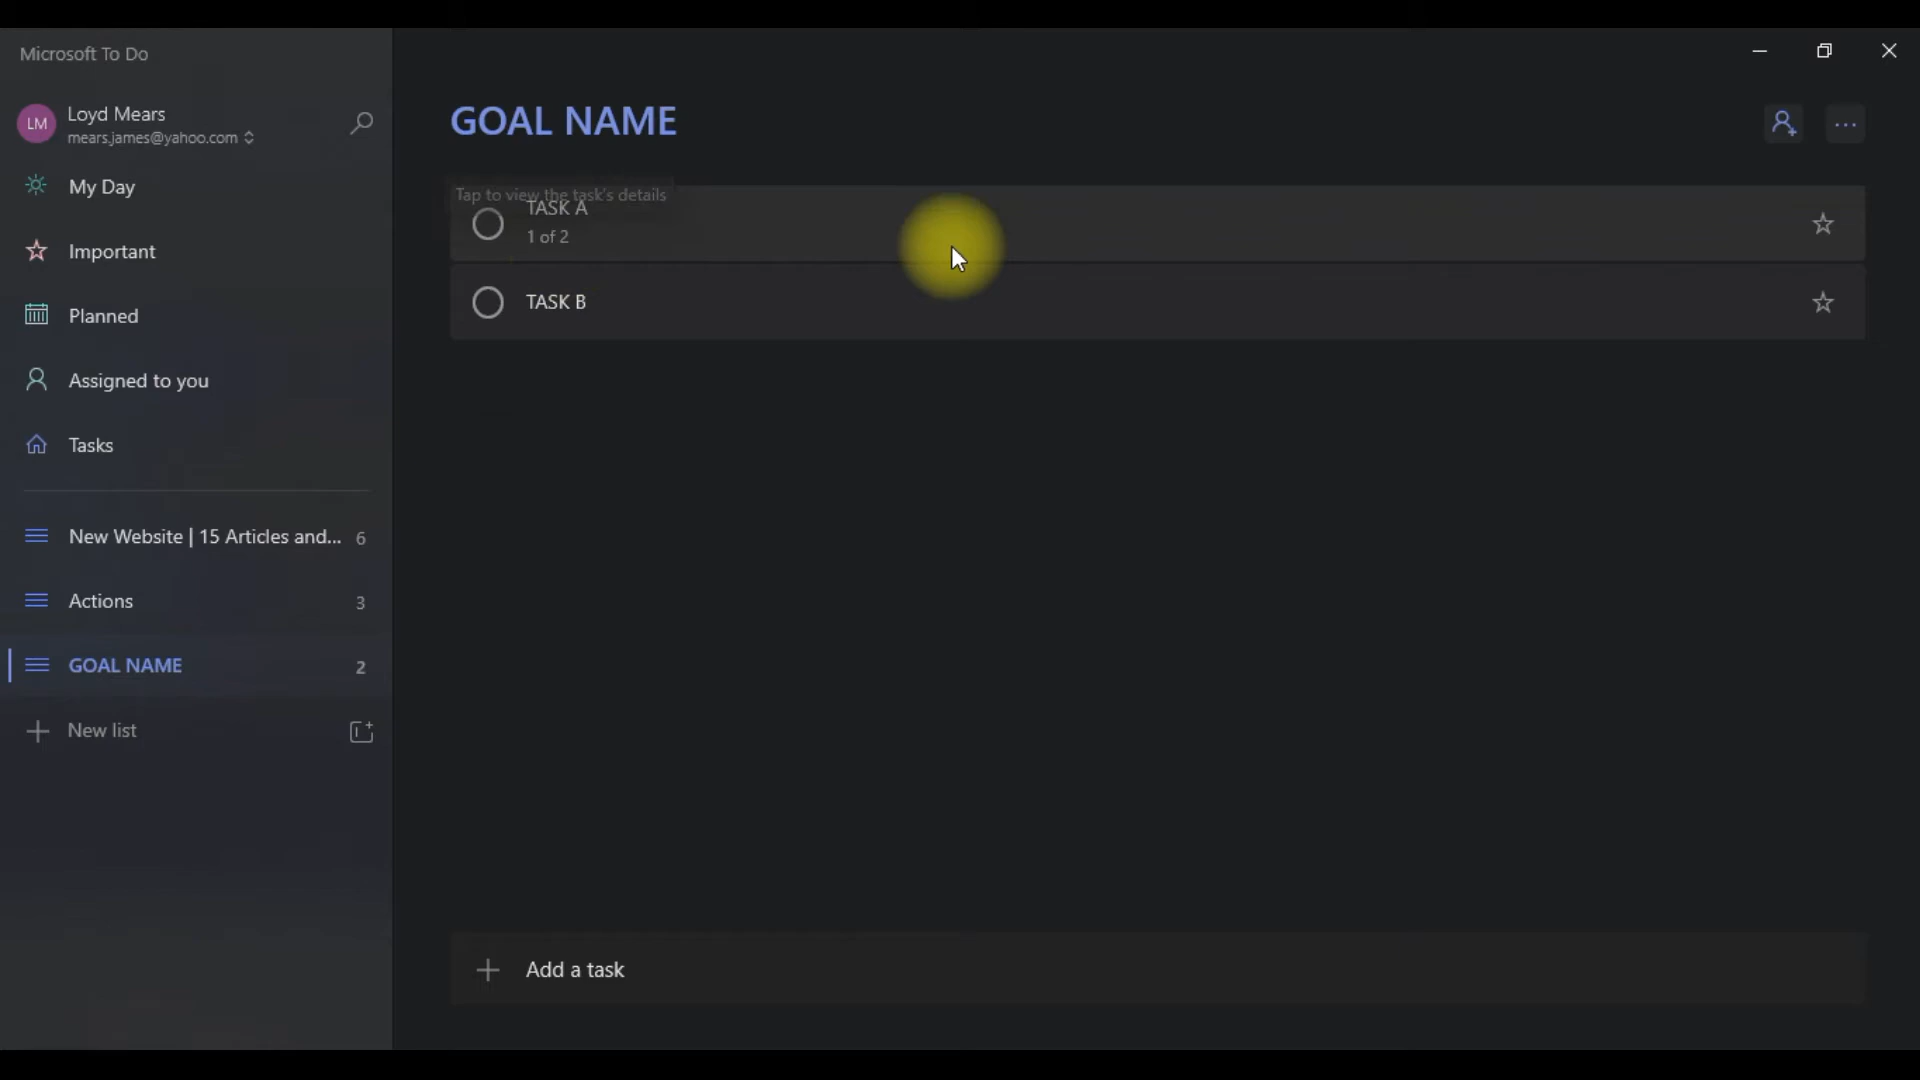 Microsoft To Do
LM
Loyd Mears
mears.james@yahoo.com
My Day
Important
Planned
Assigned to you
Tasks
New Website | 15 Articles and... 6
Actions 3
GOAL NAME 2
New list
GOAL NAME
Tap to view the task's details
TASK A
1 of 2
TASK B
Add a task